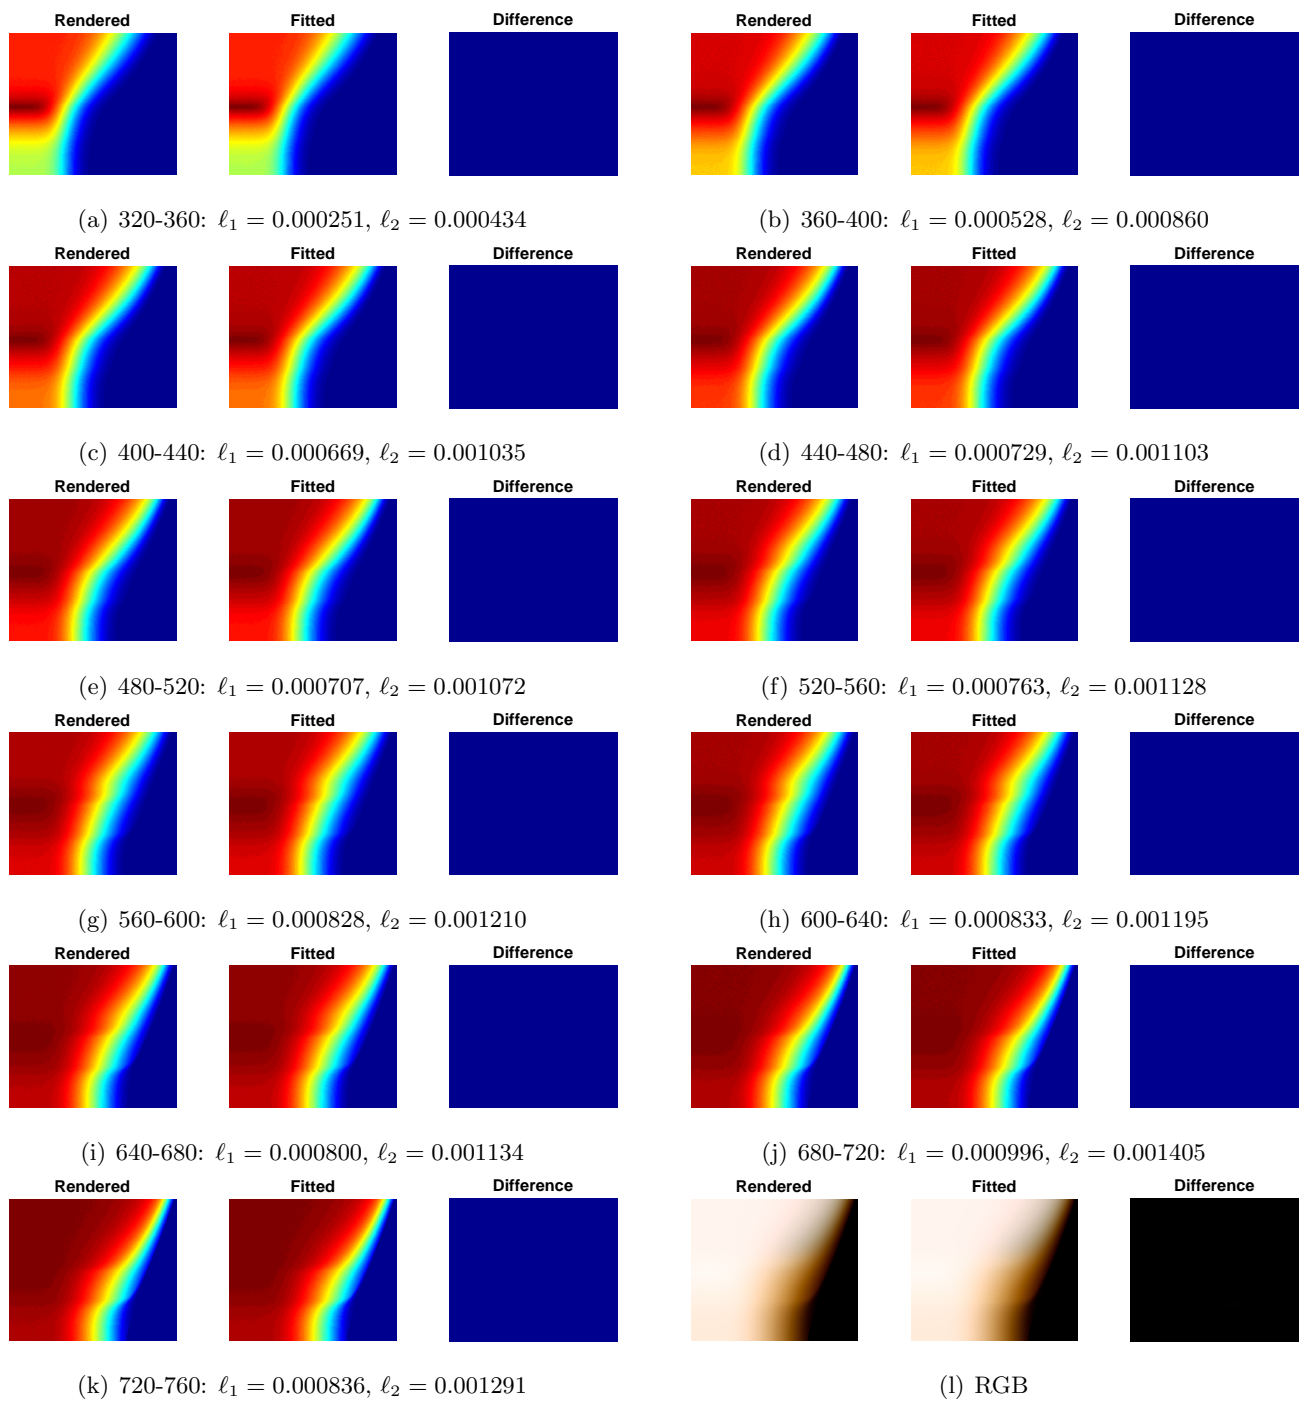 Rendered Fitted Difference Rendered Fitted Difference
(a) 320-360: ℓ₁ = 0.000251, ℓ₂ = 0.000434 (b) 360-400: ℓ₁ = 0.000528, ℓ₂ = 0.000860
Rendered Fitted Difference Rendered Fitted Difference
(c) 400-440: ℓ₁ = 0.000669, ℓ₂ = 0.001035 (d) 440-480: ℓ₁ = 0.000729, ℓ₂ = 0.001103
Rendered Fitted Difference Rendered Fitted Difference
(e) 480-520: ℓ₁ = 0.000707, ℓ₂ = 0.001072 (f) 520-560: ℓ₁ = 0.000763, ℓ₂ = 0.001128
Rendered Fitted Difference Rendered Fitted Difference
(g) 560-600: ℓ₁ = 0.000828, ℓ₂ = 0.001210 (h) 600-640: ℓ₁ = 0.000833, ℓ₂ = 0.001195
Rendered Fitted Difference Rendered Fitted Difference
(i) 640-680: ℓ₁ = 0.000800, ℓ₂ = 0.001134 (j) 680-720: ℓ₁ = 0.000996, ℓ₂ = 0.001405
Rendered Fitted Difference Rendered Fitted Difference
(k) 720-760: ℓ₁ = 0.000836, ℓ₂ = 0.001291 (l) RGB